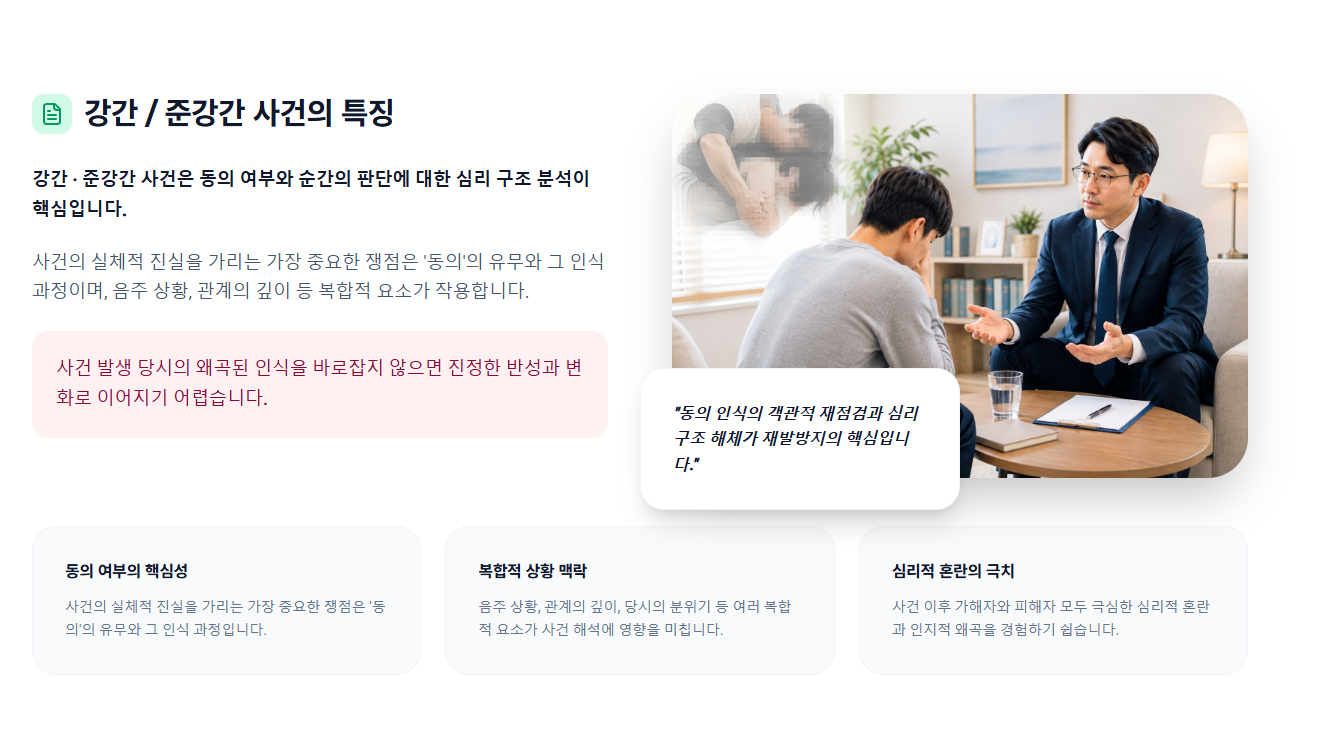 강간 / 준강간 사건의 특징
강간 · 준강간 사건은 동의 여부와 순간의 판단에 대한 심리 구조 분석이
핵심입니다.
사건의 실체적 진실을 가리는 가장 중요한 쟁점은 '동의'의 유무와 그 인식
과정이며, 음주 상황, 관계의 깊이 등 복합적 요소가 작용합니다.
사건 발생 당시의 왜곡된 인식을 바로잡지 않으면 진정한 반성과 변
화로 이어지기 어렵습니다.
"동의 인식의 객관적 재점검과 심리
구조 해체가 재발방지의 핵심입니
다."
동의 여부의 핵심성
사건의 실체적 진실을 가리는 가장 중요한 쟁점은 '동
의'의 유무와 그 인식 과정입니다.
복합적 상황 맥락
음주 상황, 관계의 깊이, 당시의 분위기 등 여러 복합
적 요소가 사건 해석에 영향을 미칩니다.
심리적 혼란의 극치
사건 이후 가해자와 피해자 모두 극심한 심리적 혼란
과 인지적 왜곡을 경험하기 쉽습니다.